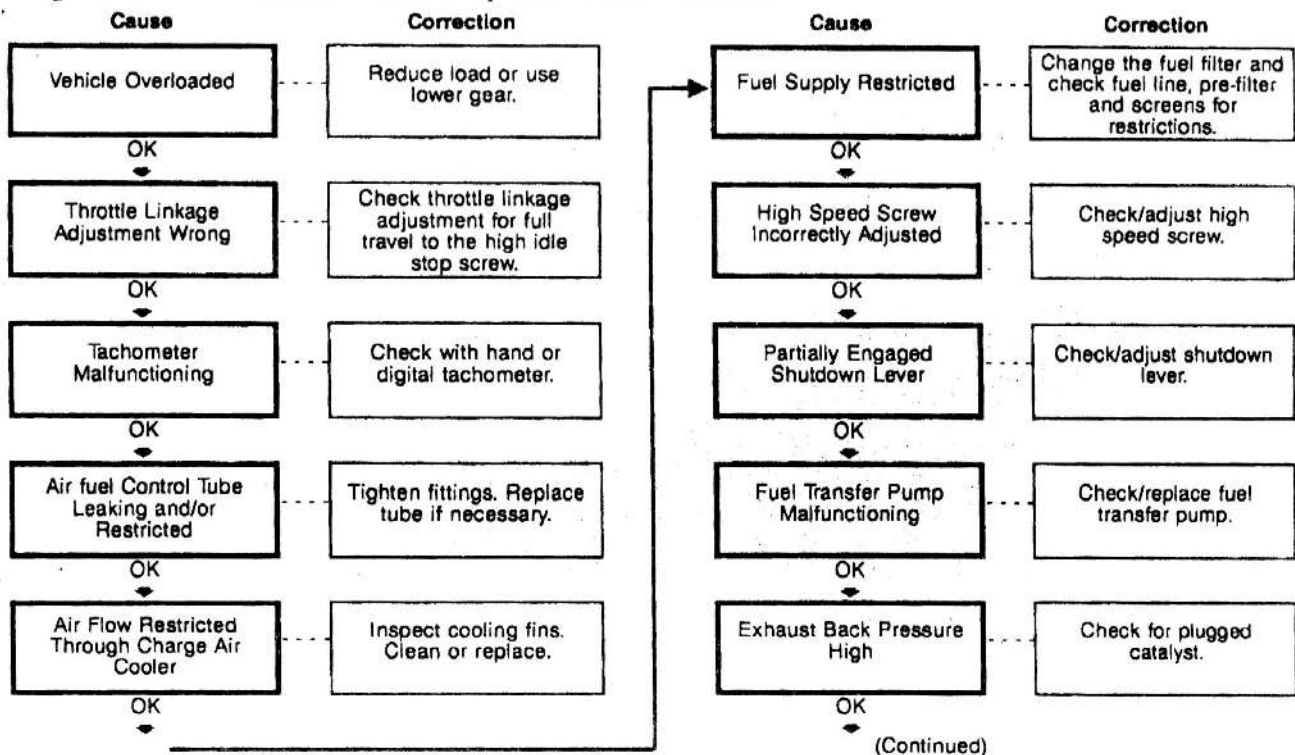 Cause
Correction
Vehicle Overloaded
Reduce load or use
lower gear.
OK
Throttle Linkage
Adjustment Wrong
Check throttle linkage
adjustment for full
travel to the high idle
stop screw.
OK
Tachometer
Malfunctioning
Check with hand or
digital tachometer.
OK
Air fuel Control Tube
Leaking and/or
Restricted
Tighten fittings. Replace
tube if necessary.
OK
Air Flow Restricted
Through Charge Air
Cooler
Inspect cooling fins.
Clean or replace.
OK
Cause
Correction
Fuel Supply Restricted
Change the fuel filter and
check fuel line, pre-filter
and screens for
restrictions.
OK
High Speed Screw
Incorrectly Adjusted
Check/adjust high
speed screw.
OK
Partially Engaged
Shutdown Lever
Check/adjust shutdown
lever.
OK
Fuel Transfer Pump
Malfunctioning
Check/replace fuel
transfer pump.
OK
Exhaust Back Pressure
High
Check for plugged
catalyst.
OK
(Continued)